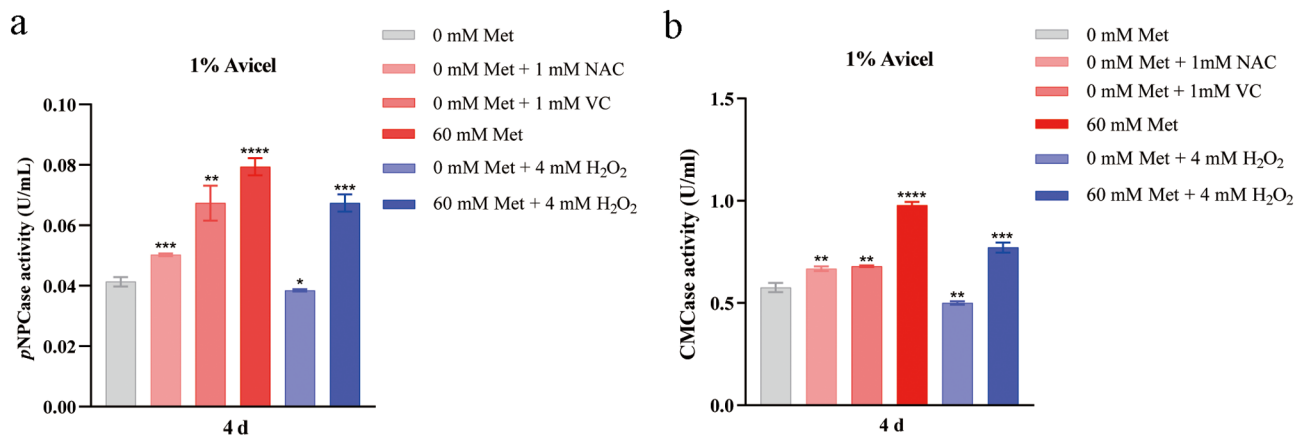 a
1% Avicel
pNPCase activity (U/mL)
0.10
0.08
0.06
0.04
0.02
0.00
***
**
****
*
***
4 d
0 mM Met
0 mM Met + 1 mM NAC
0 mM Met + 1 mM VC
60 mM Met
0 mM Met + 4 mM H₂O₂
60 mM Met + 4 mM H₂O₂
b
1% Avicel
CMCase activity (U/ml)
1.5
1.0
0.5
0.0
**
**
****
**
***
4 d
0 mM Met
0 mM Met + 1mM NAC
0 mM Met + 1mM VC
60 mM Met
0 mM Met + 4 mM H₂O₂
60 mM Met + 4 mM H₂O₂